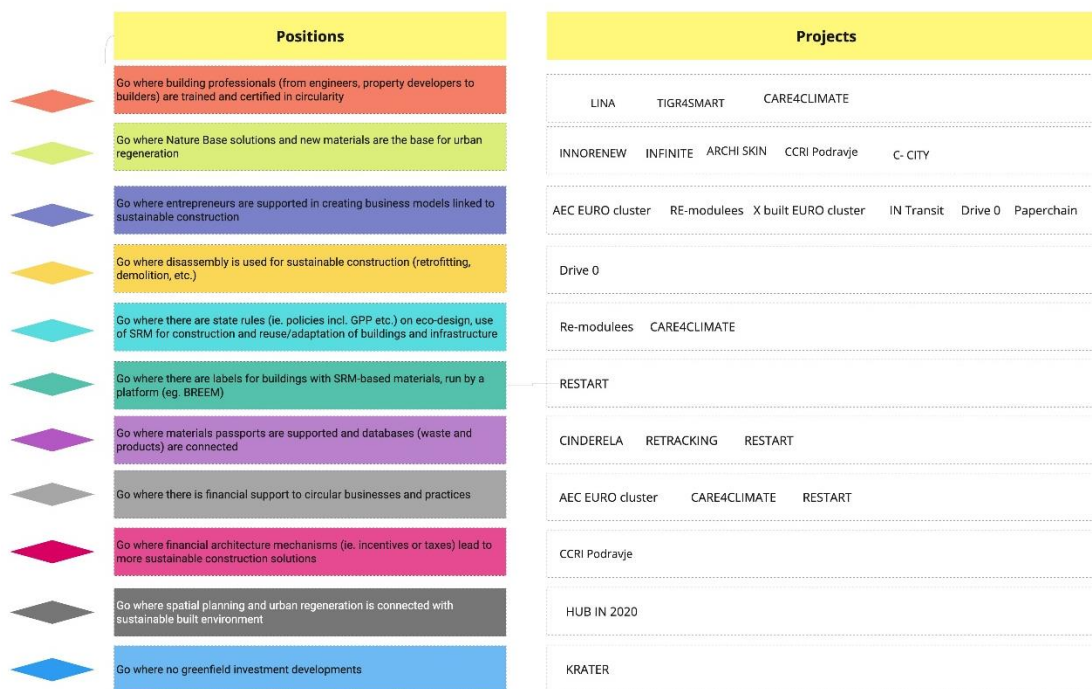 Positions
Projects
Go where building professionals (from engineers, property developers to
builders) are trained and certified in circularity
LINA TIGR4SMART CARE4CLIMATE
Go where Nature Base solutions and new materials are the base for urban
regeneration
INNORENEW INFINITE ARCHI SKIN CCRI Podravje C- CITY
Go where entrepreneurs are supported in creating business models linked to
sustainable construction
AEC EURO cluster RE-modulees X built EURO cluster IN Transit Drive 0 Paperchain
Go where disassembly is used for sustainable construction (retrofitting,
demolition, etc.)
Drive 0
Go where there are state rules (ie. policies incl. GPP etc.) on eco-design, use
of SRM for construction and reuse/adaptation of buildings and infrastructure
Re-modulees CARE4CLIMATE
Go where there are labels for buildings with SRM-based materials, run by a
platform (eg. BREEM)
RESTART
Go where materials passports are supported and databases (waste and
products) are connected
CINDERELA RETRACKING RESTART
Go where there is financial support to circular businesses and practices
AEC EURO cluster CARE4CLIMATE RESTART
Go where financial architecture mechanisms (ie. incentives or taxes) lead to
more sustainable construction solutions
CCRI Podravje
Go where spatial planning and urban regeneration is connected with
sustainable built environment
HUB IN 2020
Go where no greenfield investment developments
KRATER